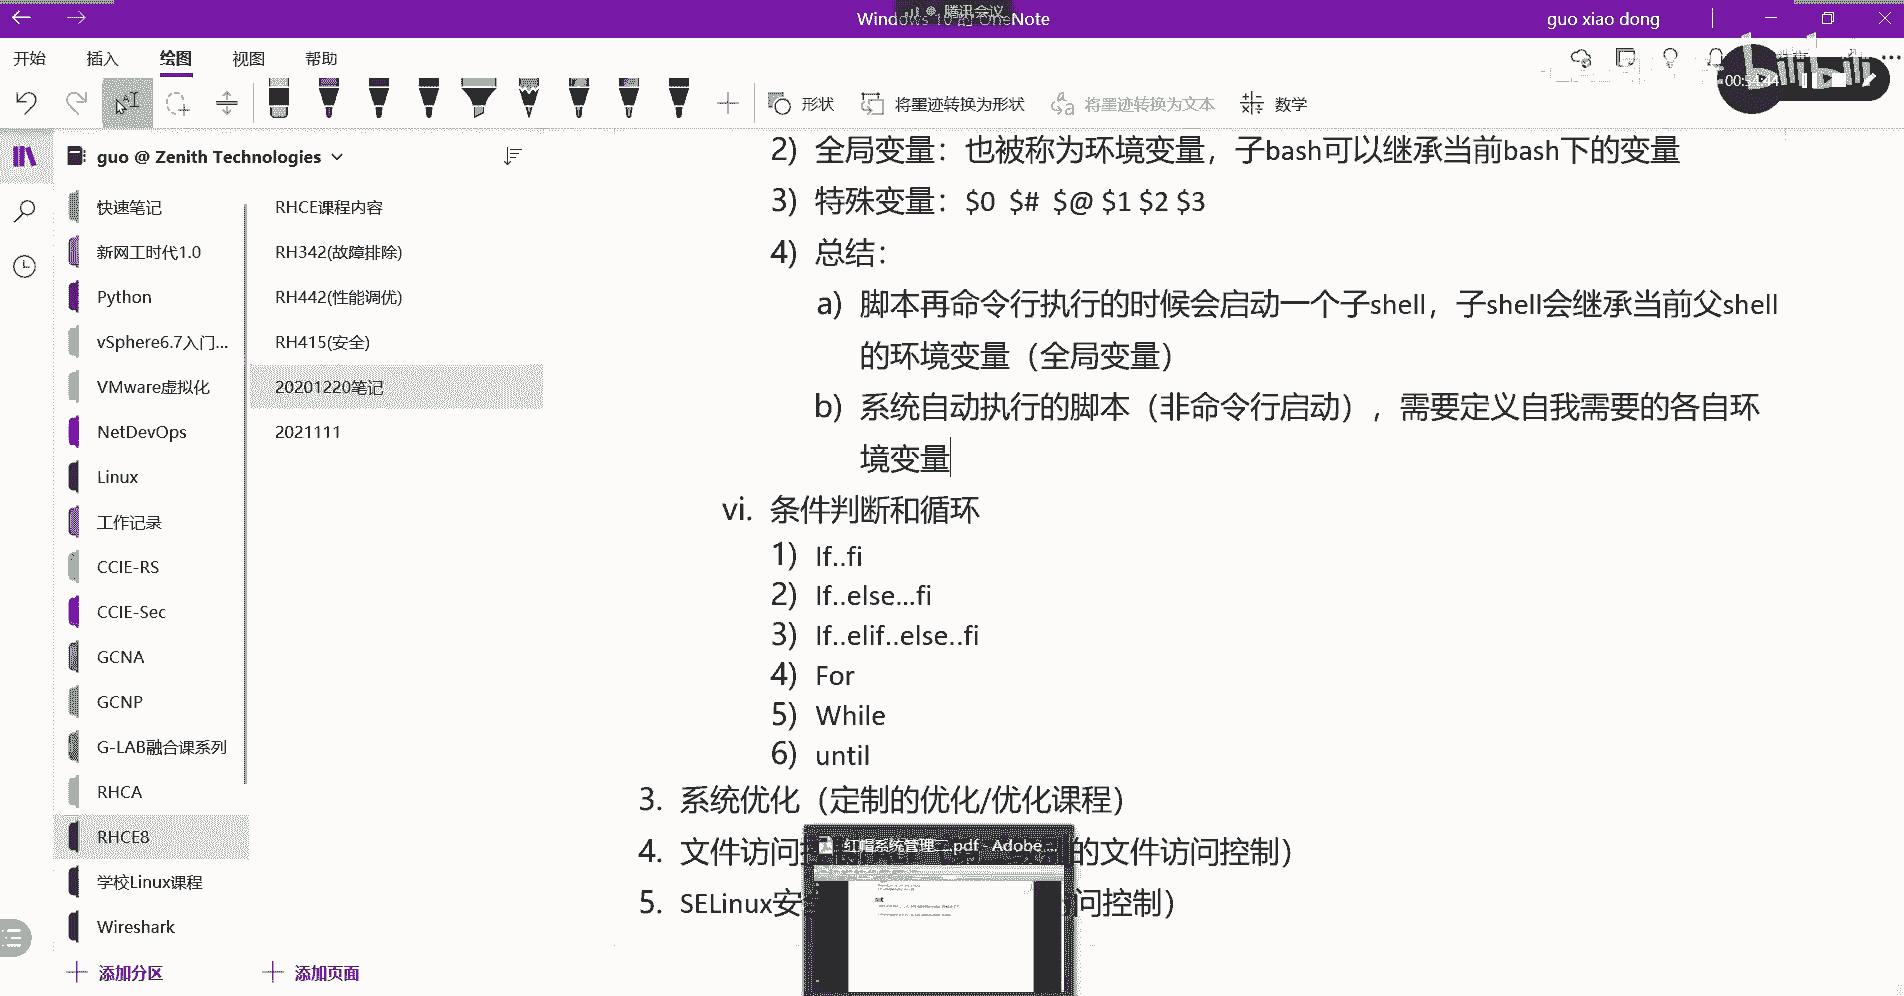 腾讯会议
Windows 10 的 OneNote
guo xiao dong
开始 插入 绘图 视图 帮助
bilibili
00:54:44
形状 将墨迹转换为形状 将墨迹转换为文本 数学
guo @ Zenith Technologies
快速笔记
新网工时代1.0
Python
vSphere6.7入门...
VMware虚拟化
NetDevOps
Linux
工作记录
CCIE-RS
CCIE-Sec
GCNA
GCNP
G-LAB融合课系列
RHCA
RHCE8
学校Linux课程
Wireshark
添加分区
RHCE课程内容
RH342(故障排除)
RH442(性能调优)
RH415(安全)
20201220笔记
2021111
添加页面
2) 全局变量：也被称为环境变量，子bash可以继承当前bash下的变量
3) 特殊变量：$0 $# $@ $1 $2 $3
4) 总结：
a) 脚本再命令行执行的时候会启动一个子shell，子shell会继承当前父shell
的环境变量（全局变量）
b) 系统自动执行的脚本（非命令行启动），需要定义自我需要的各自环
境变量
vi. 条件判断和循环
1) If..fi
2) If..else...fi
3) If..elif..else..fi
4) For
5) While
6) until
3. 系统优化（定制的优化/优化课程）
4. 文件访问 的文件访问控制）
5. SELinux安 问控制）
红帽系统管理二.pdf - Adobe ...